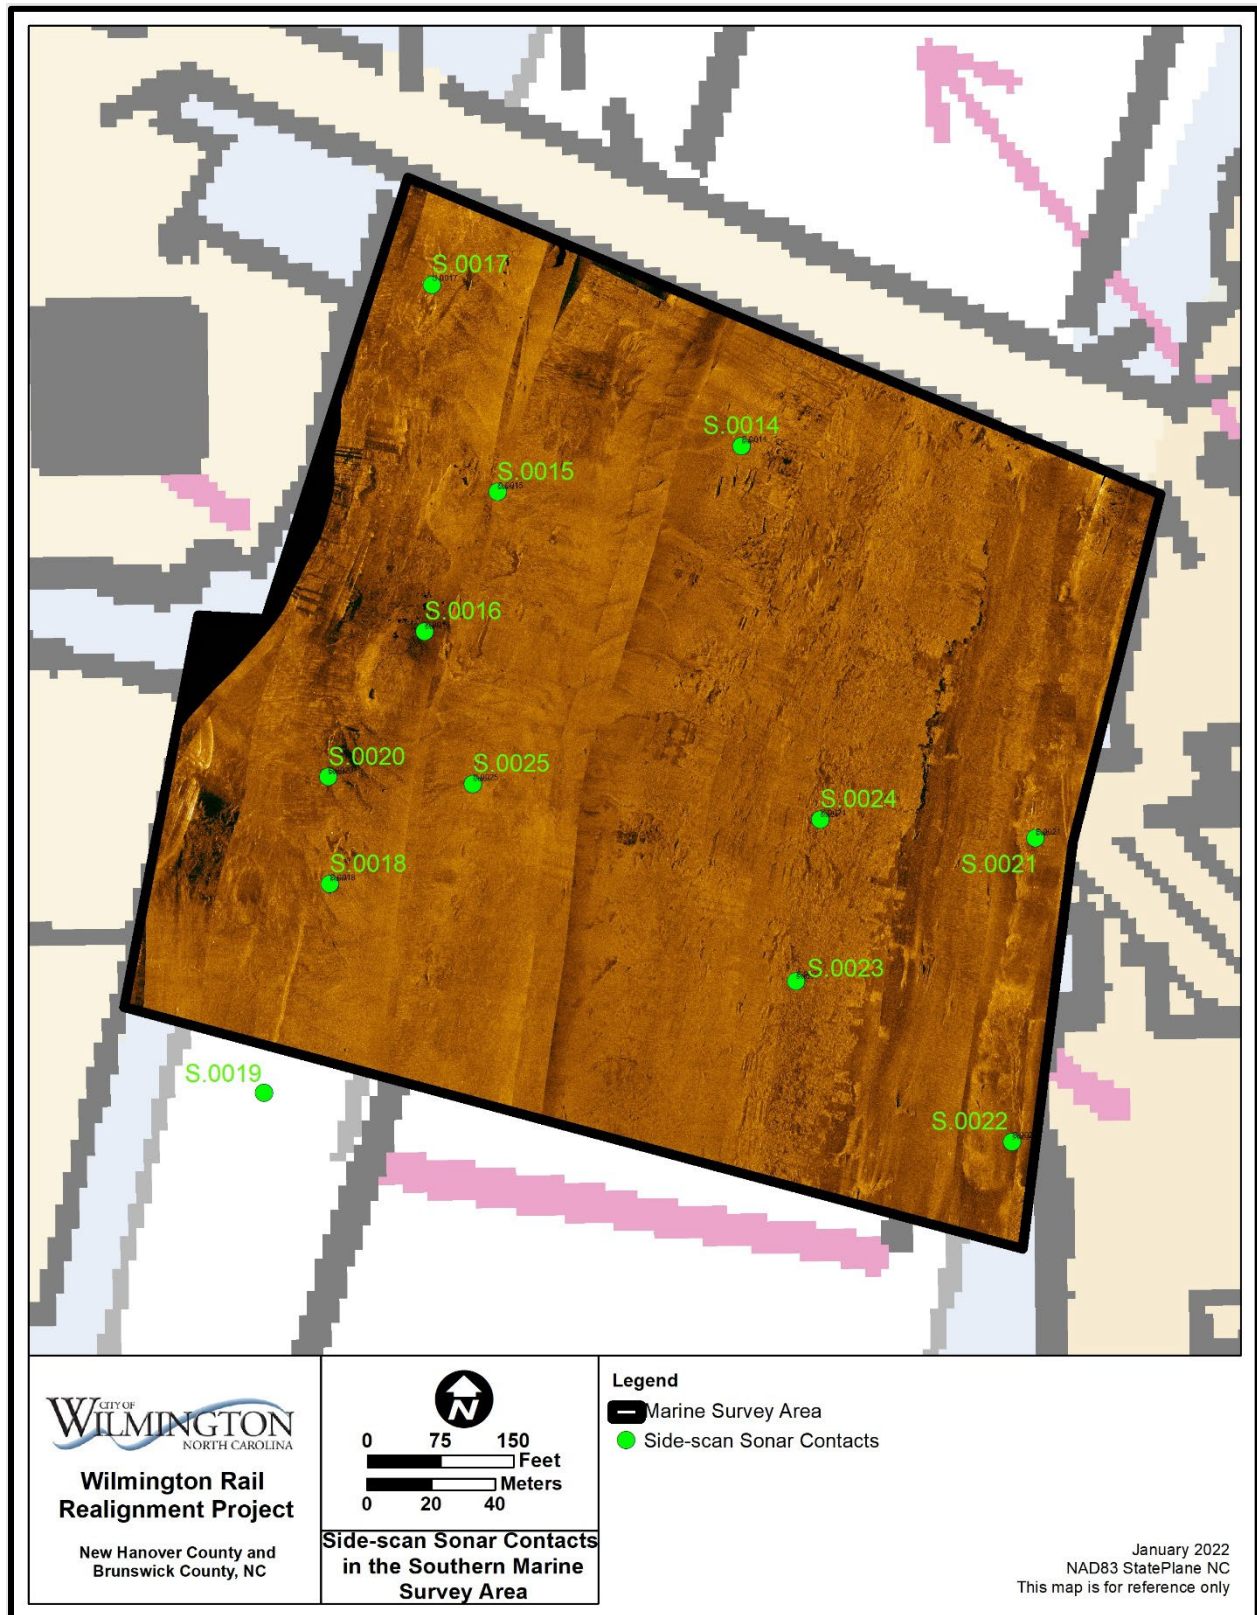 S.0017
S.0014
S.0015
S.0016
S.0020
S.0025
S.0024
S.0021
S.0018
S.0023
S.0019
S.0022
CITY OF
WILMINGTON
NORTH CAROLINA
Wilmington Rail
Realignment Project
New Hanover County and
Brunswick County, NC
N
0 75 150
Feet
Meters
0 20 40
Side-scan Sonar Contacts
in the Southern Marine
Survey Area
Legend
Marine Survey Area
Side-scan Sonar Contacts
January 2022
NAD83 StatePlane NC
This map is for reference only